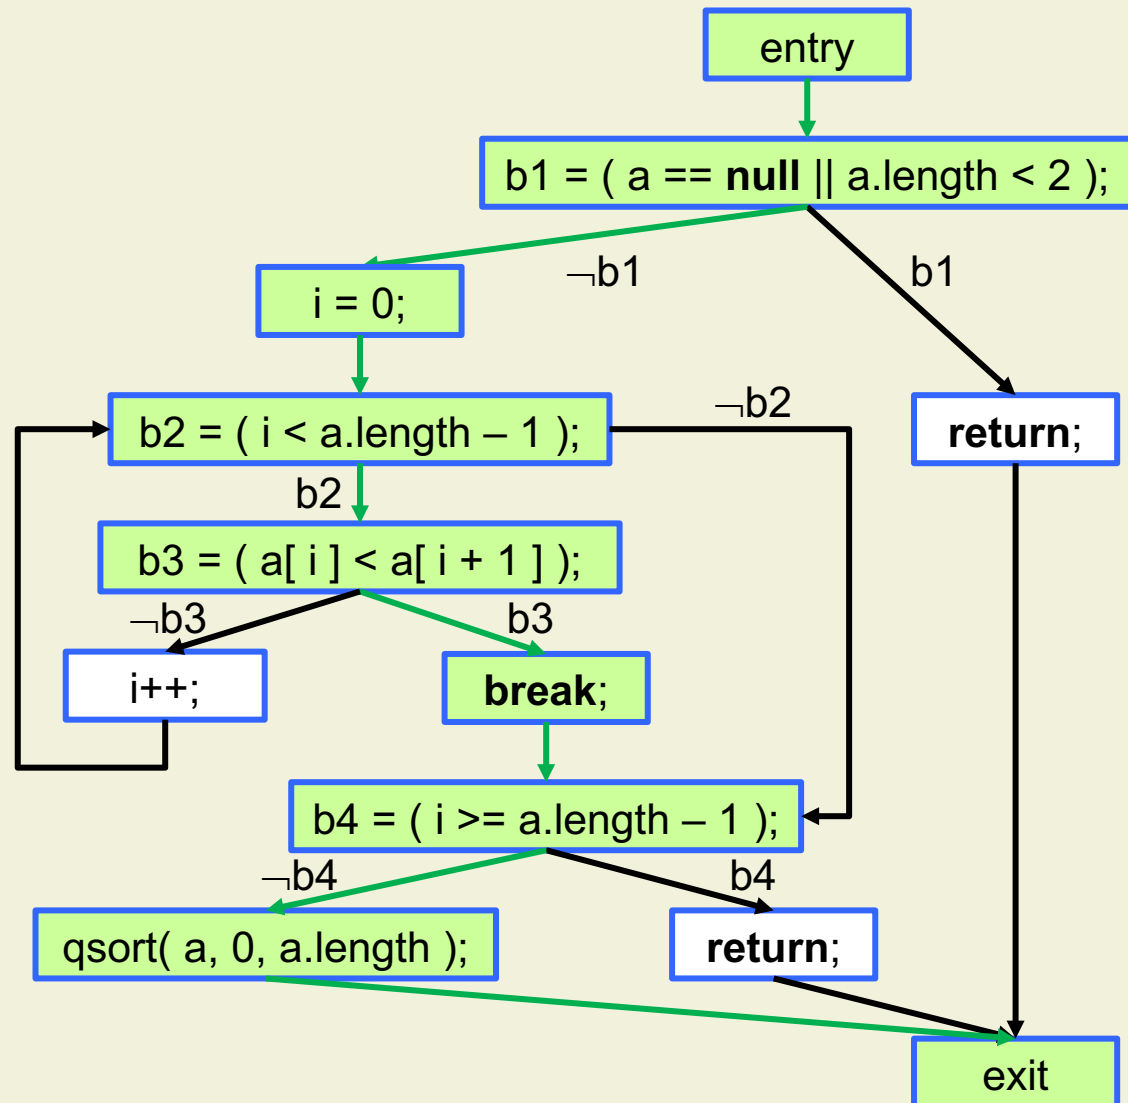 entry
b1 = ( a == null || a.length < 2 );
¬b1
b1
i = 0;
¬b2
b2 = ( i < a.length – 1 );
return;
b2
b3 = ( a[ i ] < a[ i + 1 ] );
¬b3
b3
i++;
break;
b4 = ( i >= a.length – 1 );
¬b4
b4
qsort( a, 0, a.length );
return;
exit